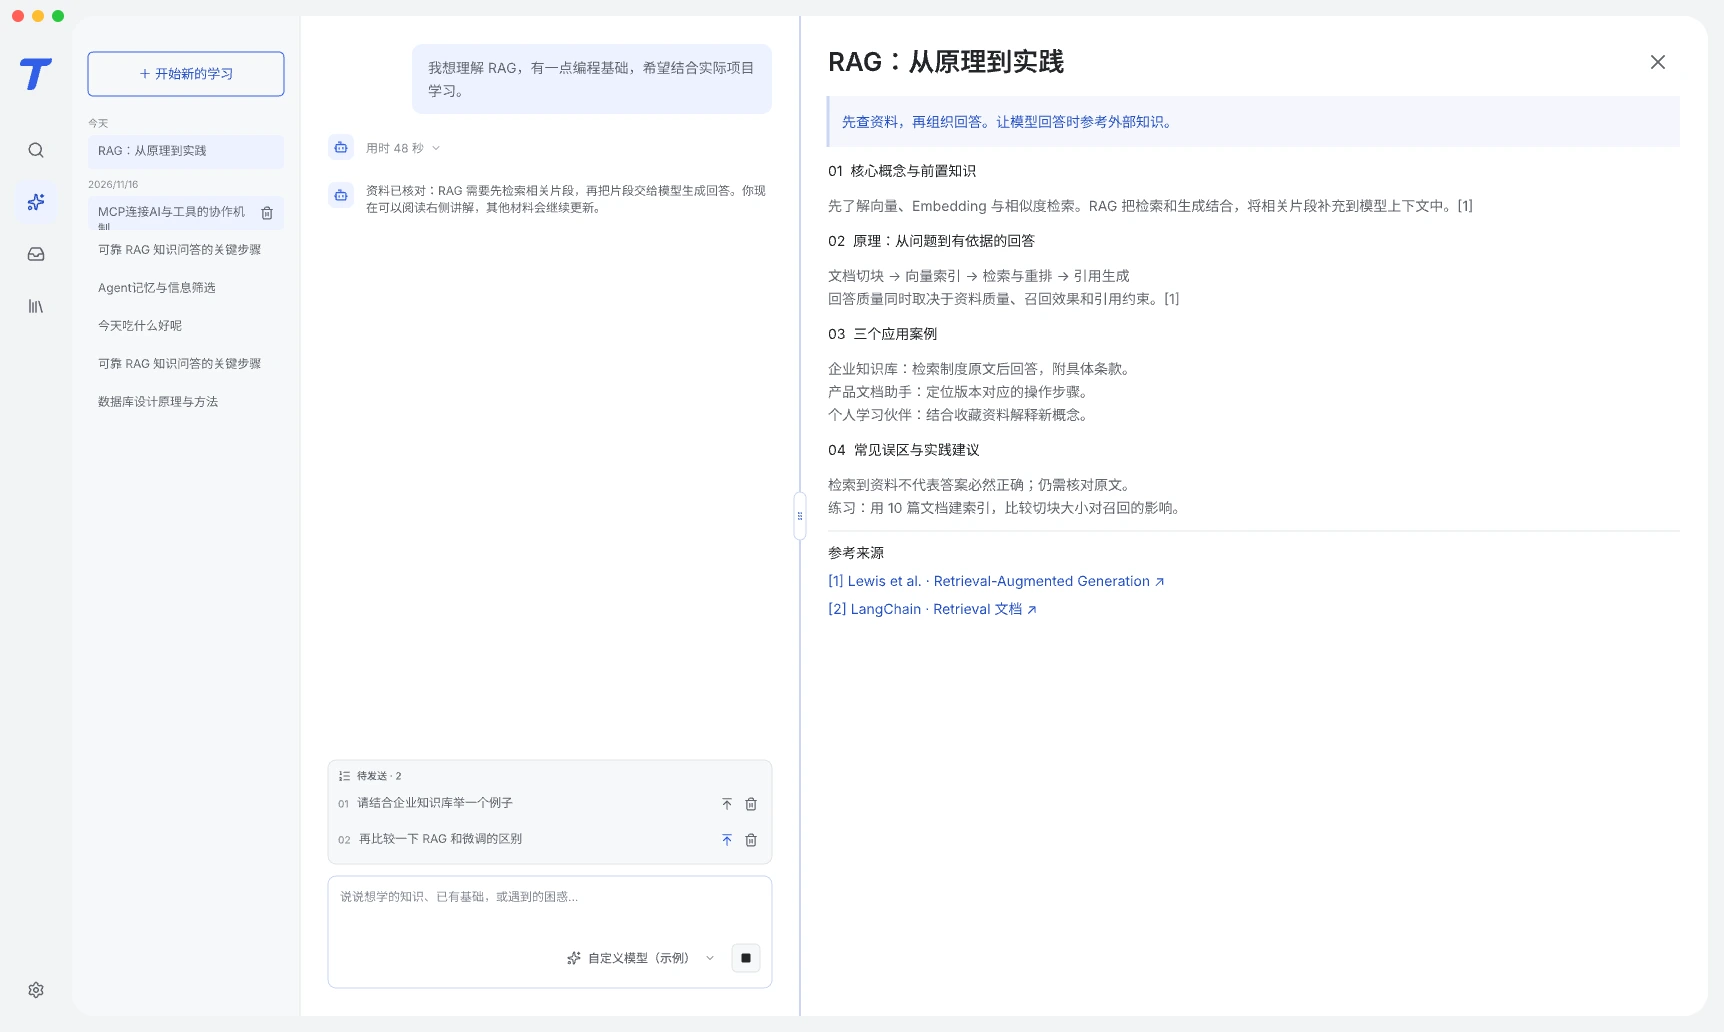 开始新的学习
今天
RAG：从原理到实践
2026/11/16
MCP连接AI与工具的协作机
制
可靠 RAG 知识问答的关键步骤
Agent记忆与信息筛选
今天吃什么好呢
可靠 RAG 知识问答的关键步骤
数据库设计原理与方法
我想理解 RAG，有一点编程基础，希望结合实际项目
学习。
用时 48 秒
资料已核对：RAG 需要先检索相关片段，再把片段交给模型生成回答。你现
在可以阅读右侧讲解，其他材料会继续更新。
待发送 · 2
01 请结合企业知识库举一个例子
02 再比较一下 RAG 和微调的区别
说说想学的知识、已有基础，或遇到的困惑...
自定义模型（示例）
RAG：从原理到实践
先查资料，再组织回答。让模型回答时参考外部知识。
01 核心概念与前置知识
先了解向量、Embedding 与相似度检索。RAG 把检索和生成结合，将相关片段补充到模型上下文中。[1]
02 原理：从问题到有依据的回答
文档切块 → 向量索引 → 检索与重排 → 引用生成
回答质量同时取决于资料质量、召回效果和引用约束。[1]
03 三个应用案例
企业知识库：检索制度原文后回答，附具体条款。
产品文档助手：定位版本对应的操作步骤。
个人学习伙伴：结合收藏资料解释新概念。
04 常见误区与实践建议
检索到资料不代表答案必然正确；仍需核对原文。
练习：用 10 篇文档建索引，比较切块大小对召回的影响。
参考来源
[1] Lewis et al. · Retrieval-Augmented Generation ↗
[2] LangChain · Retrieval 文档 ↗